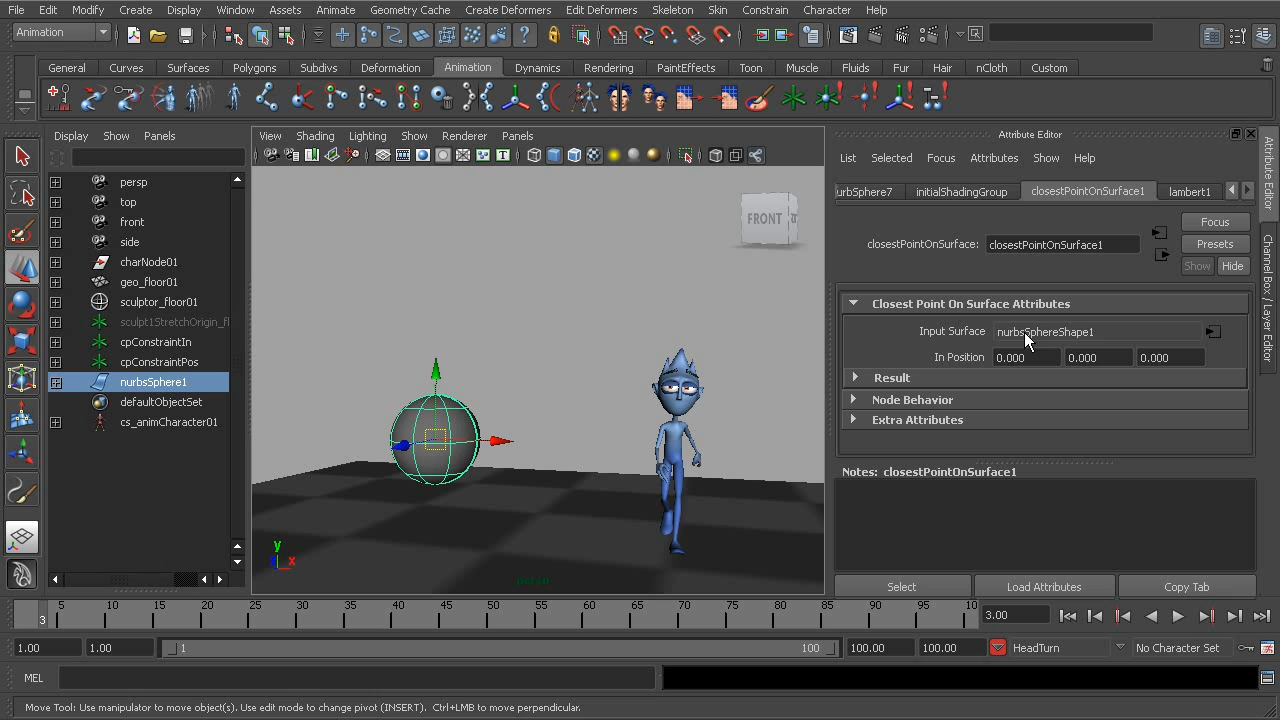 File Edit Modify Create Display Window Assets Animate Geometry Cache Create Deformers Edit Deformers Skeleton Skin Constrain Character Help
Animation
General Curves Surfaces Polygons Subdivs Deformation Animation Dynamics Rendering PaintEffects Toon Muscle Fluids Fur Hair nCloth Custom
Display Show Panels
View Shading Lighting Show Renderer Panels
Attribute Editor
List Selected Focus Attributes Show Help
persp
top
front
side
charNode01
geo_floor01
sculptor_floor01
sculpt1StretchOrigin_fl
cpConstraintIn
cpConstraintPos
nurbsSphere1
defaultObjectSet
cs_animCharacter01
FRONT
y
x
persp
urbSphere7 initialShadingGroup closestPointOnSurface1 lambert1
closestPointOnSurface: closestPointOnSurface1
Focus
Presets
Show Hide
Closest Point On Surface Attributes
Input Surface nurbsSphereShape1
In Position 0.000 0.000 0.000
Result
Node Behavior
Extra Attributes
Notes: closestPointOnSurface1
Select Load Attributes Copy Tab
Attribute Editor
Channel Box / Layer Editor
3 5 10 15 20 25 30 35 40 45 50 55 60 65 70 75 80 85 90 95 10 3.00
1.00 1.00 1 100 100.00 100.00 HeadTurn No Character Set
MEL
Move Tool: Use manipulator to move object(s). Use edit mode to change pivot (INSERT). Ctrl+LMB to move perpendicular.